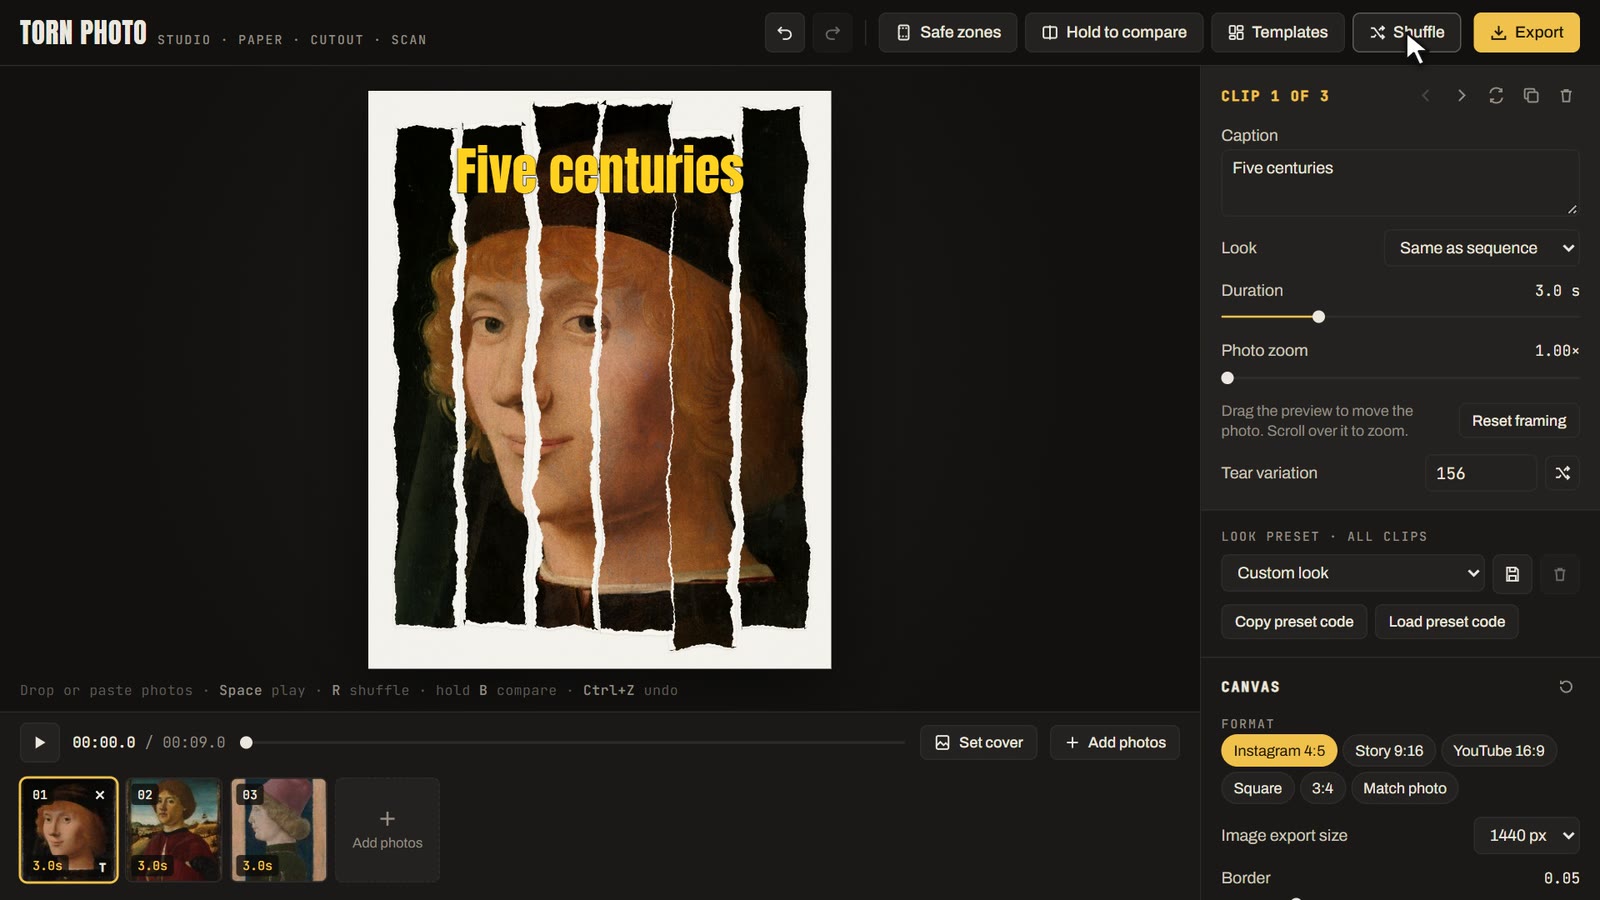 TORN PHOTO STUDIO · PAPER · CUTOUT · SCAN
Safe zones
Hold to compare
Templates
Shuffle
Export
Five centuries
CLIP 1 OF 3
Caption
Five centuries
Look
Same as sequence
Duration 3.0 s
Photo zoom 1.00×
Drag the preview to move the
photo. Scroll over it to zoom.
Reset framing
Tear variation 156
LOOK PRESET · ALL CLIPS
Custom look
Copy preset code
Load preset code
CANVAS
FORMAT
Instagram 4:5
Story 9:16
YouTube 16:9
Square
3:4
Match photo
Image export size 1440 px
Border 0.05
Drop or paste photos · Space play · R shuffle · hold B compare · Ctrl+Z undo
00:00.0 / 00:09.0
Set cover
+ Add photos
01 ×
3.0s T
02
3.0s
03
3.0s
+
Add photos